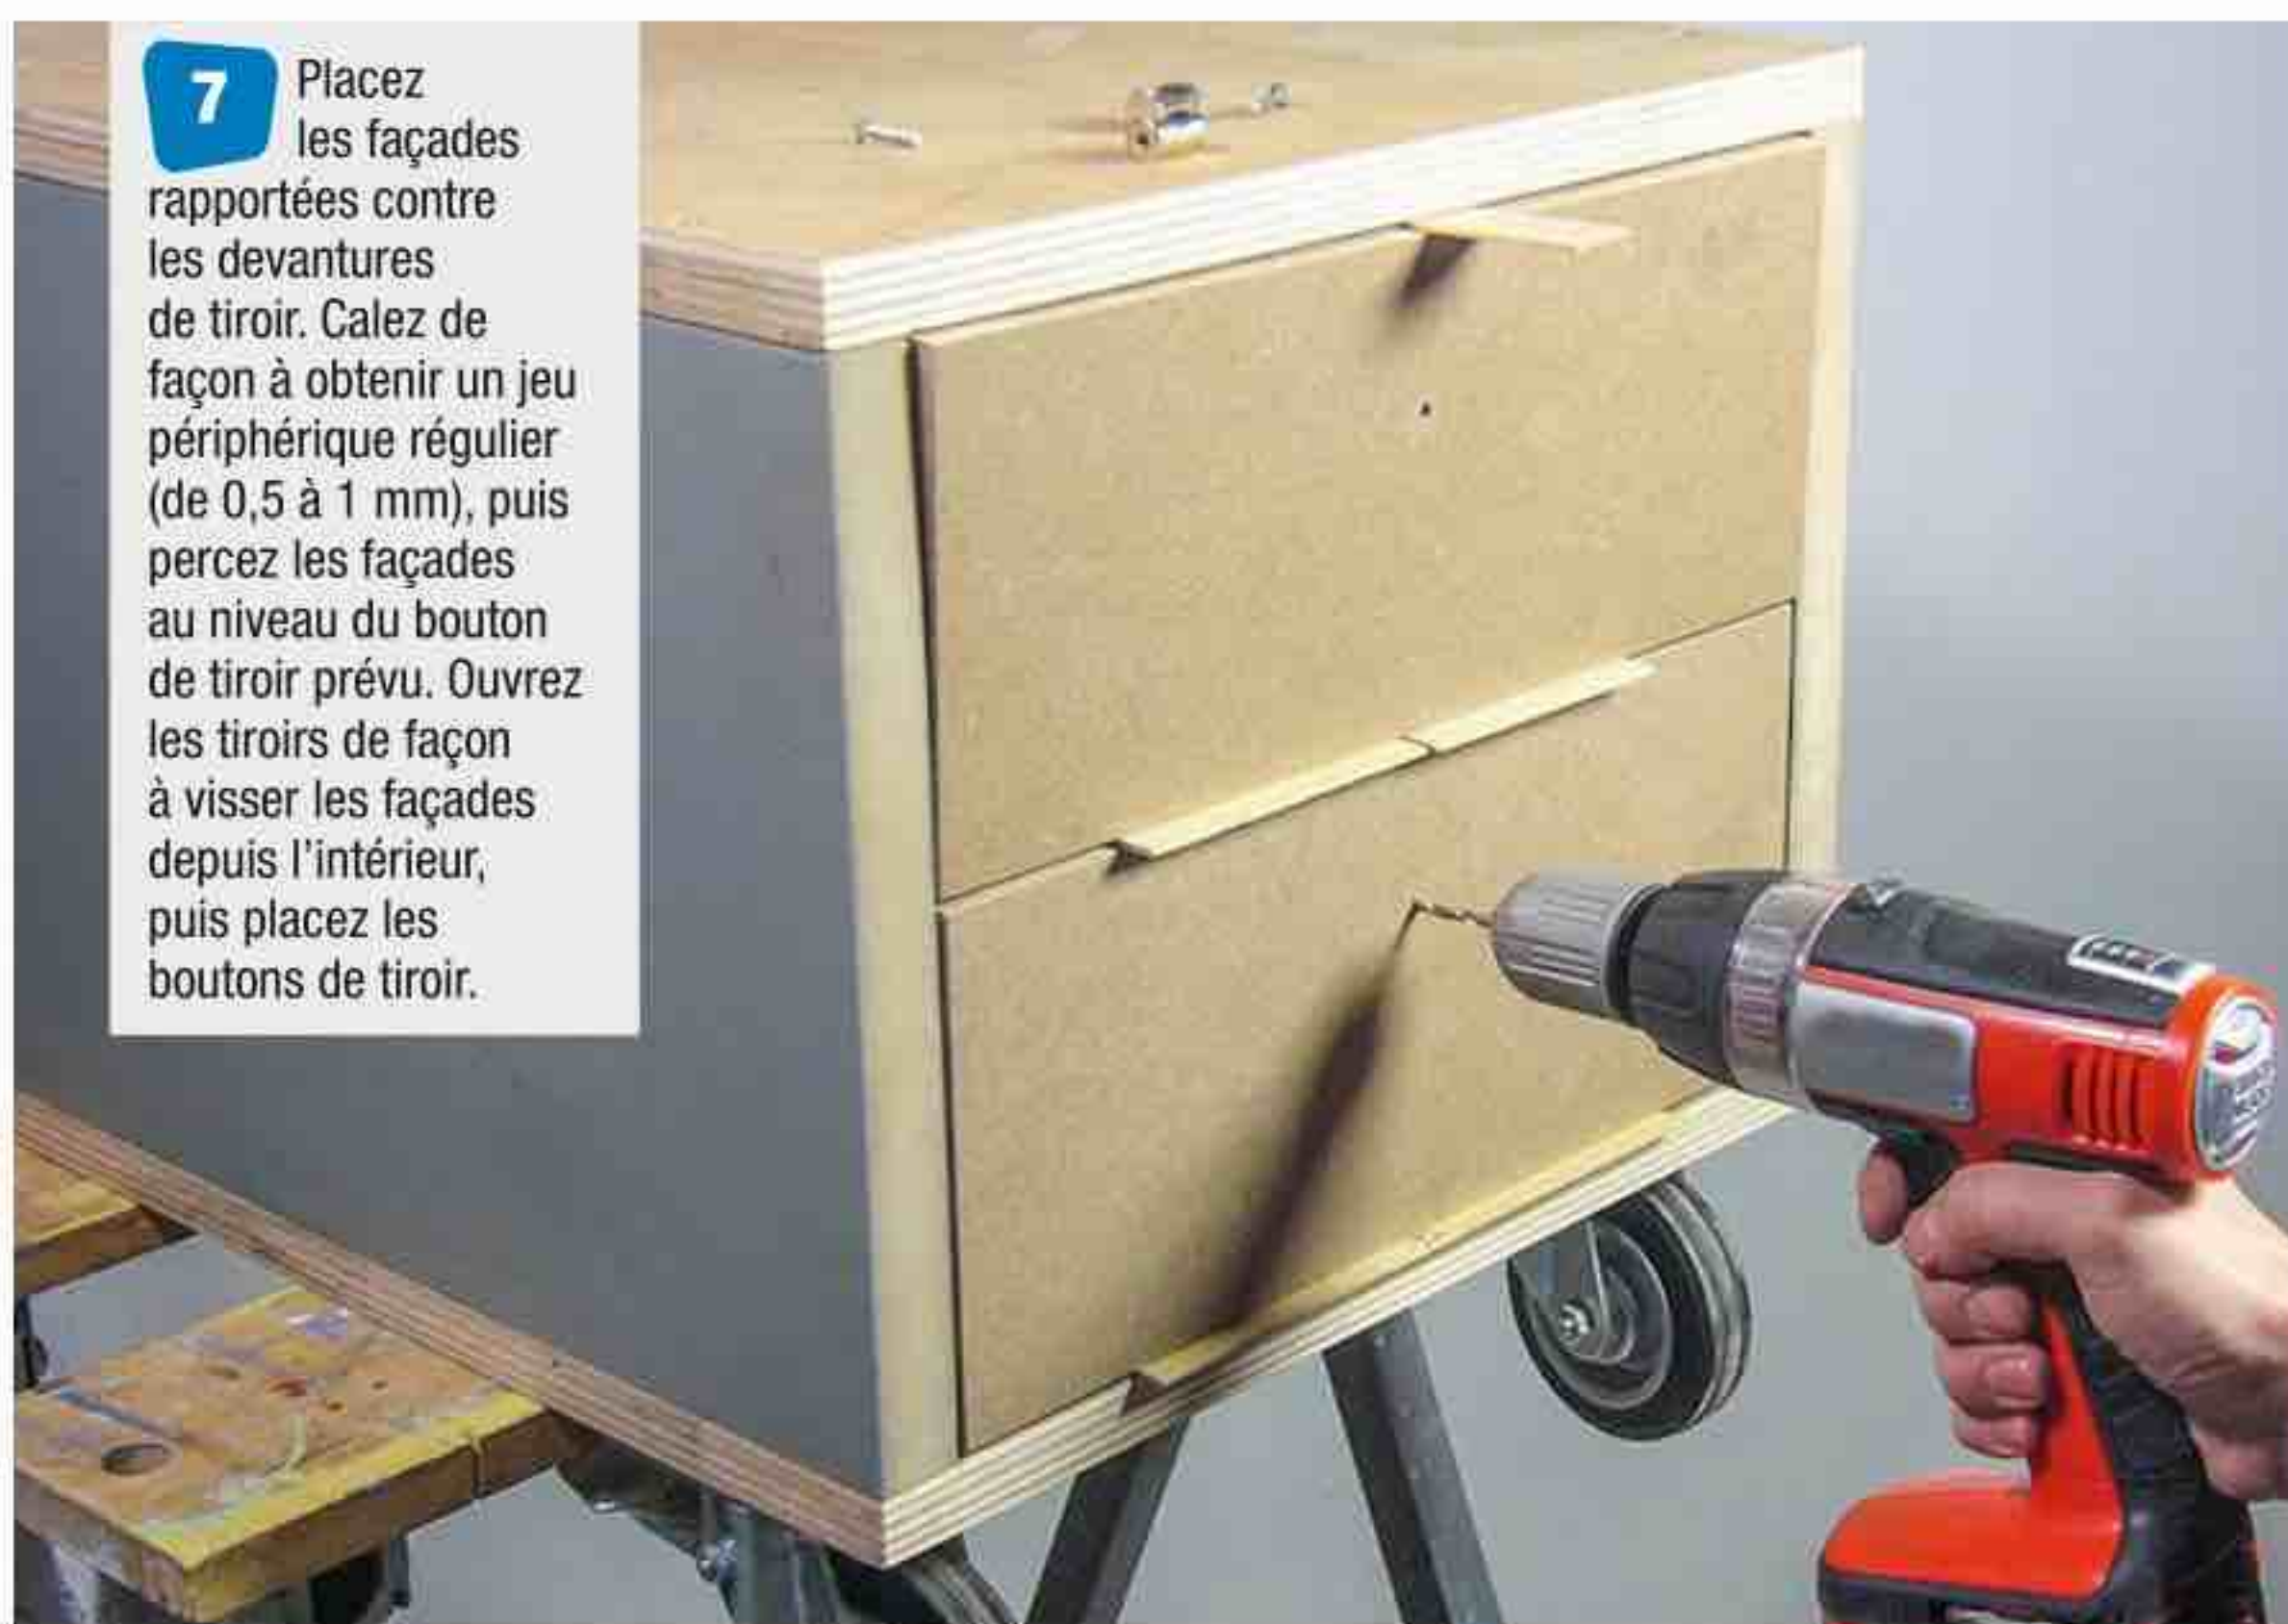 7 Placez
les façades
rapportées contre
les devantures
de tiroir. Calez de
façon à obtenir un jeu
périphérique régulier
(de 0,5 à 1 mm), puis
percez les façades
au niveau du bouton
de tiroir prévu. Ouvrez
les tiroirs de façon
à visser les façades
depuis l'intérieur,
puis placez les
boutons de tiroir.